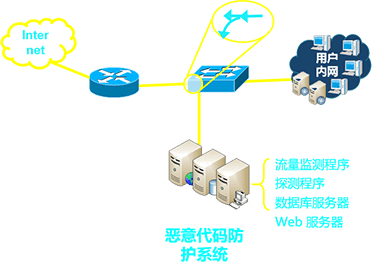 Inter
net
用户
内网
流量监测程序
探测程序
数据库服务器
Web 服务器
恶意代码防
护系统